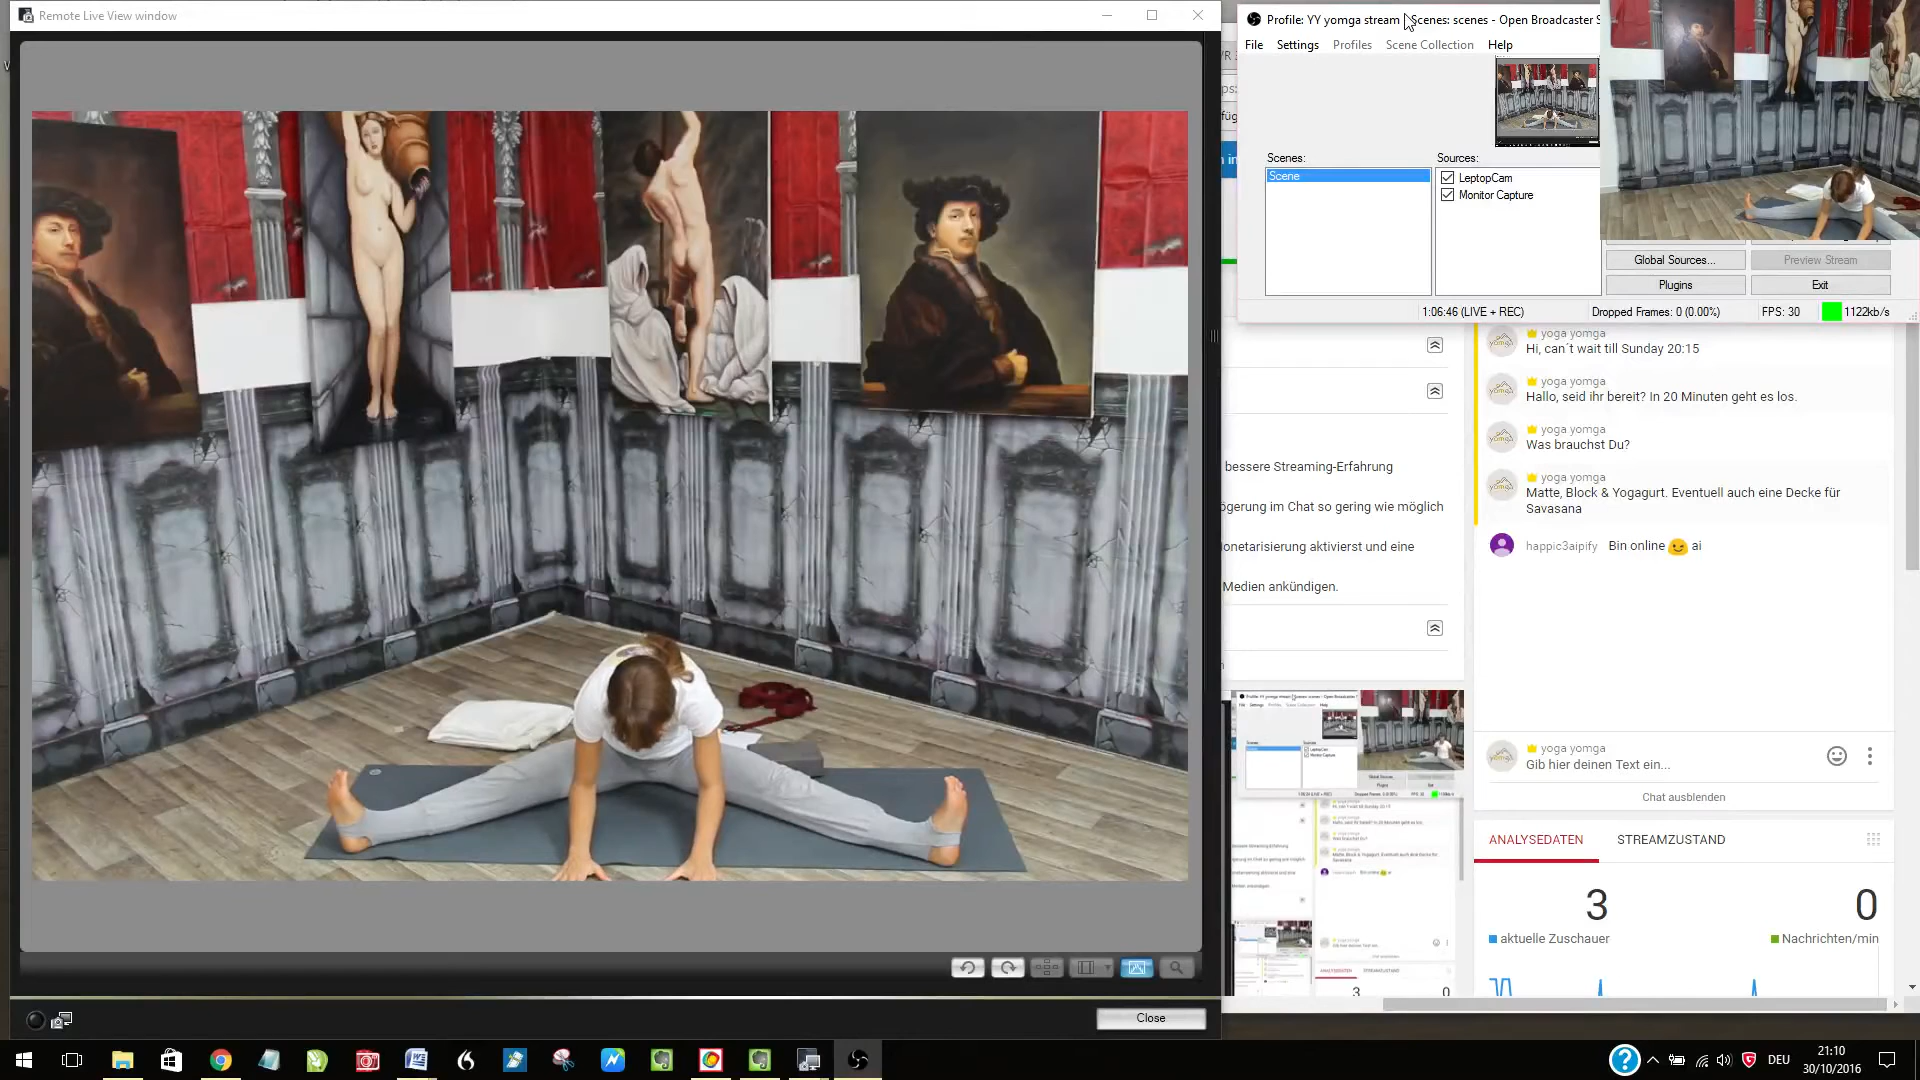 Remote Live View window
Profile: YY yomga stream
Scenes: scenes - Open Broadcaster S
File Settings Profiles Scene Collection Help
Scenes:
Sources:
Scene
LeptopCam
Monitor Capture
Global Sources...
Preview Stream
Plugins
Exit
1:06:46 (LIVE + REC)
Dropped Frames: 0 (0.00%)
FPS: 30
1122kb/s
yoga yomga
Hi, can´t wait till Sunday 20:15
yoga yomga
Hallo, seid ihr bereit? In 20 Minuten geht es los.
yoga yomga
Was brauchst Du?
yoga yomga
Matte, Block & Yogagurt. Eventuell auch eine Decke für
Savasana
happic3aipify Bin online 😉 ai
bessere Streaming-Erfahrung
ögerung im Chat so gering wie möglich
onetarisierung aktivierst und eine
Medien ankündigen.
yoga yomga
Gib hier deinen Text ein...
Chat ausblenden
ANALYSEDATEN
STREAMZUSTAND
3
0
aktuelle Zuschauer
Nachrichten/min
Close
DEU
21:10
30/10/2016